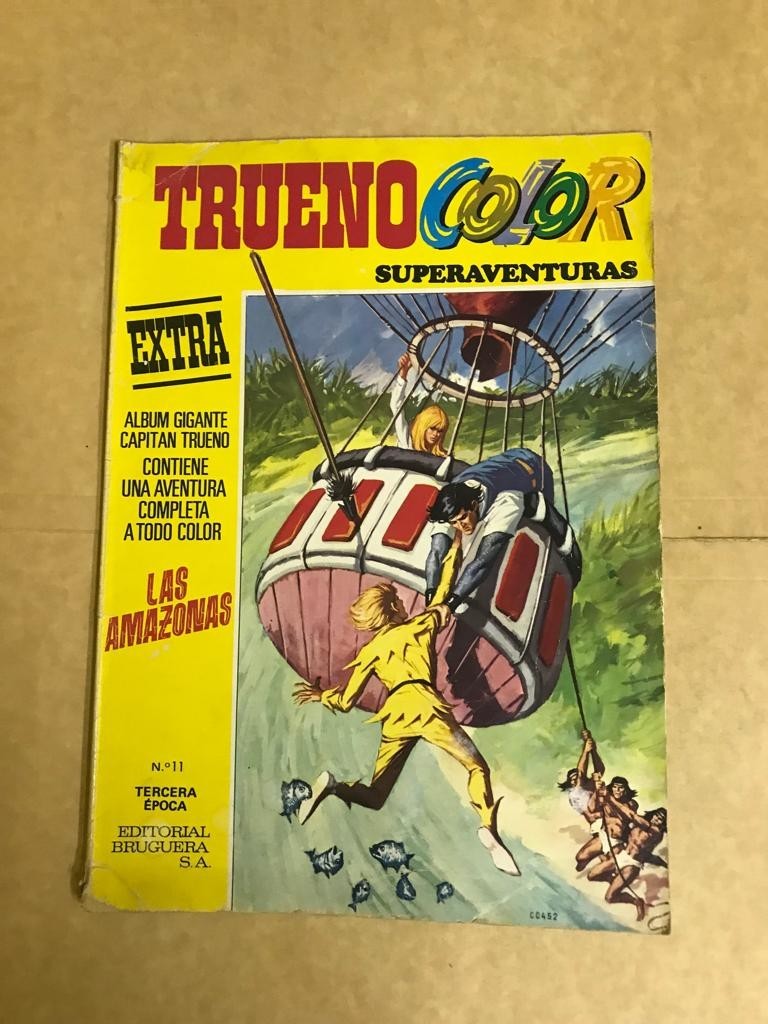 TRUENO COLOR
SUPERAVENTURAS
EXTRA
ALBUM GIGANTE
CAPITAN TRUENO
CONTIENE
UNA AVENTURA
COMPLETA
A TODO COLOR
LAS
AMAZONAS
N.º 11
TERCERA
ÉPOCA
EDITORIAL
BRUGUERA
S.A.
CC452